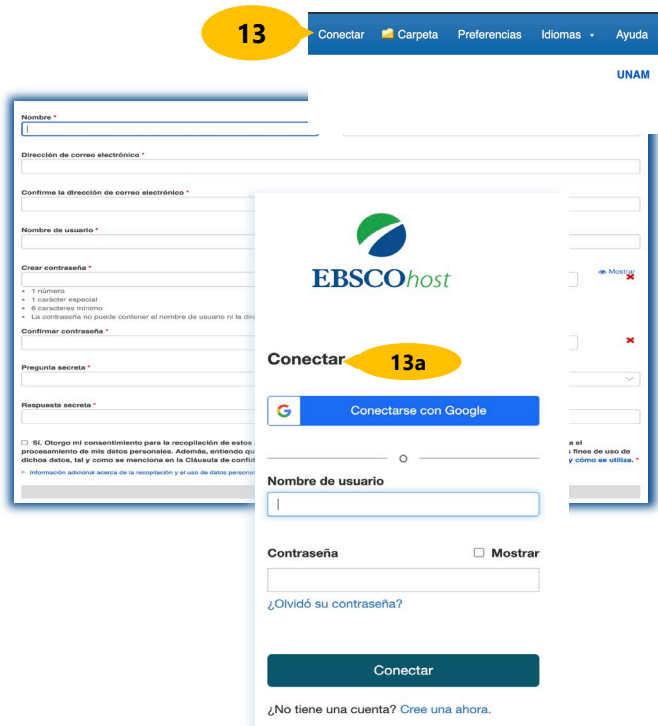 13
Conectar Carpeta Preferencias Idiomas Ayuda
UNAM
Nombre *
Dirección de correo electrónico *
Confirme la dirección de correo electrónico *
Nombre de usuario *
Crear contraseña *
Mostrar
• 1 número
• 1 carácter especial
• 6 caracteres mínimo
• La contraseña no puede contener el nombre de usuario ni la
Confirmar contraseña *
Pregunta secreta *
Respuesta secreta *
Sí. Otorgo mi consentimiento para la recopilación de estos
procesamiento de mis datos personales. Además, entiendo
dichos datos, tal y como se menciona en la Cláusula de
a el
fines de uso de
y cómo se utiliza. *
Información adicional acerca de la recopilación y el uso de datos
EBSCOhost
Conectar
13a
G Conectarse con Google
O
Nombre de usuario
Contraseña Mostrar
¿Olvidó su contraseña?
Conectar
¿No tiene una cuenta? Cree una ahora.